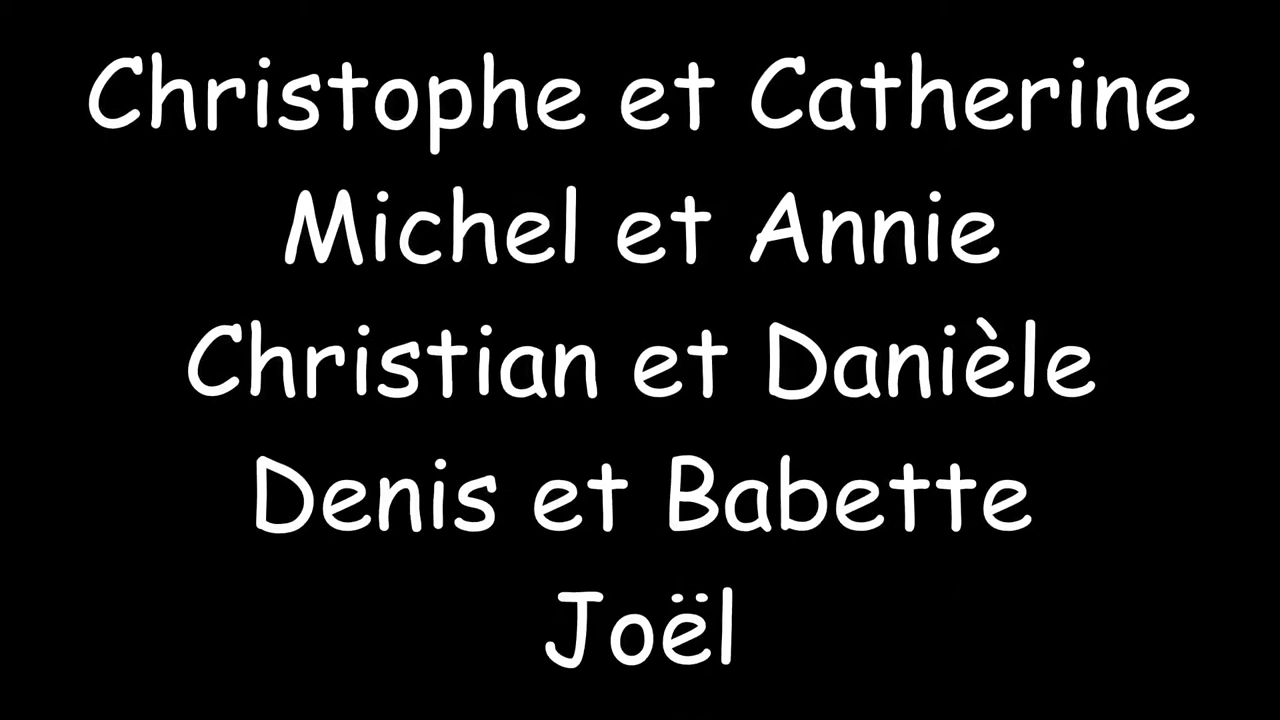 Christophe et Catherine
Michel et Annie
Christian et Danièle
Denis et Babette
Joël